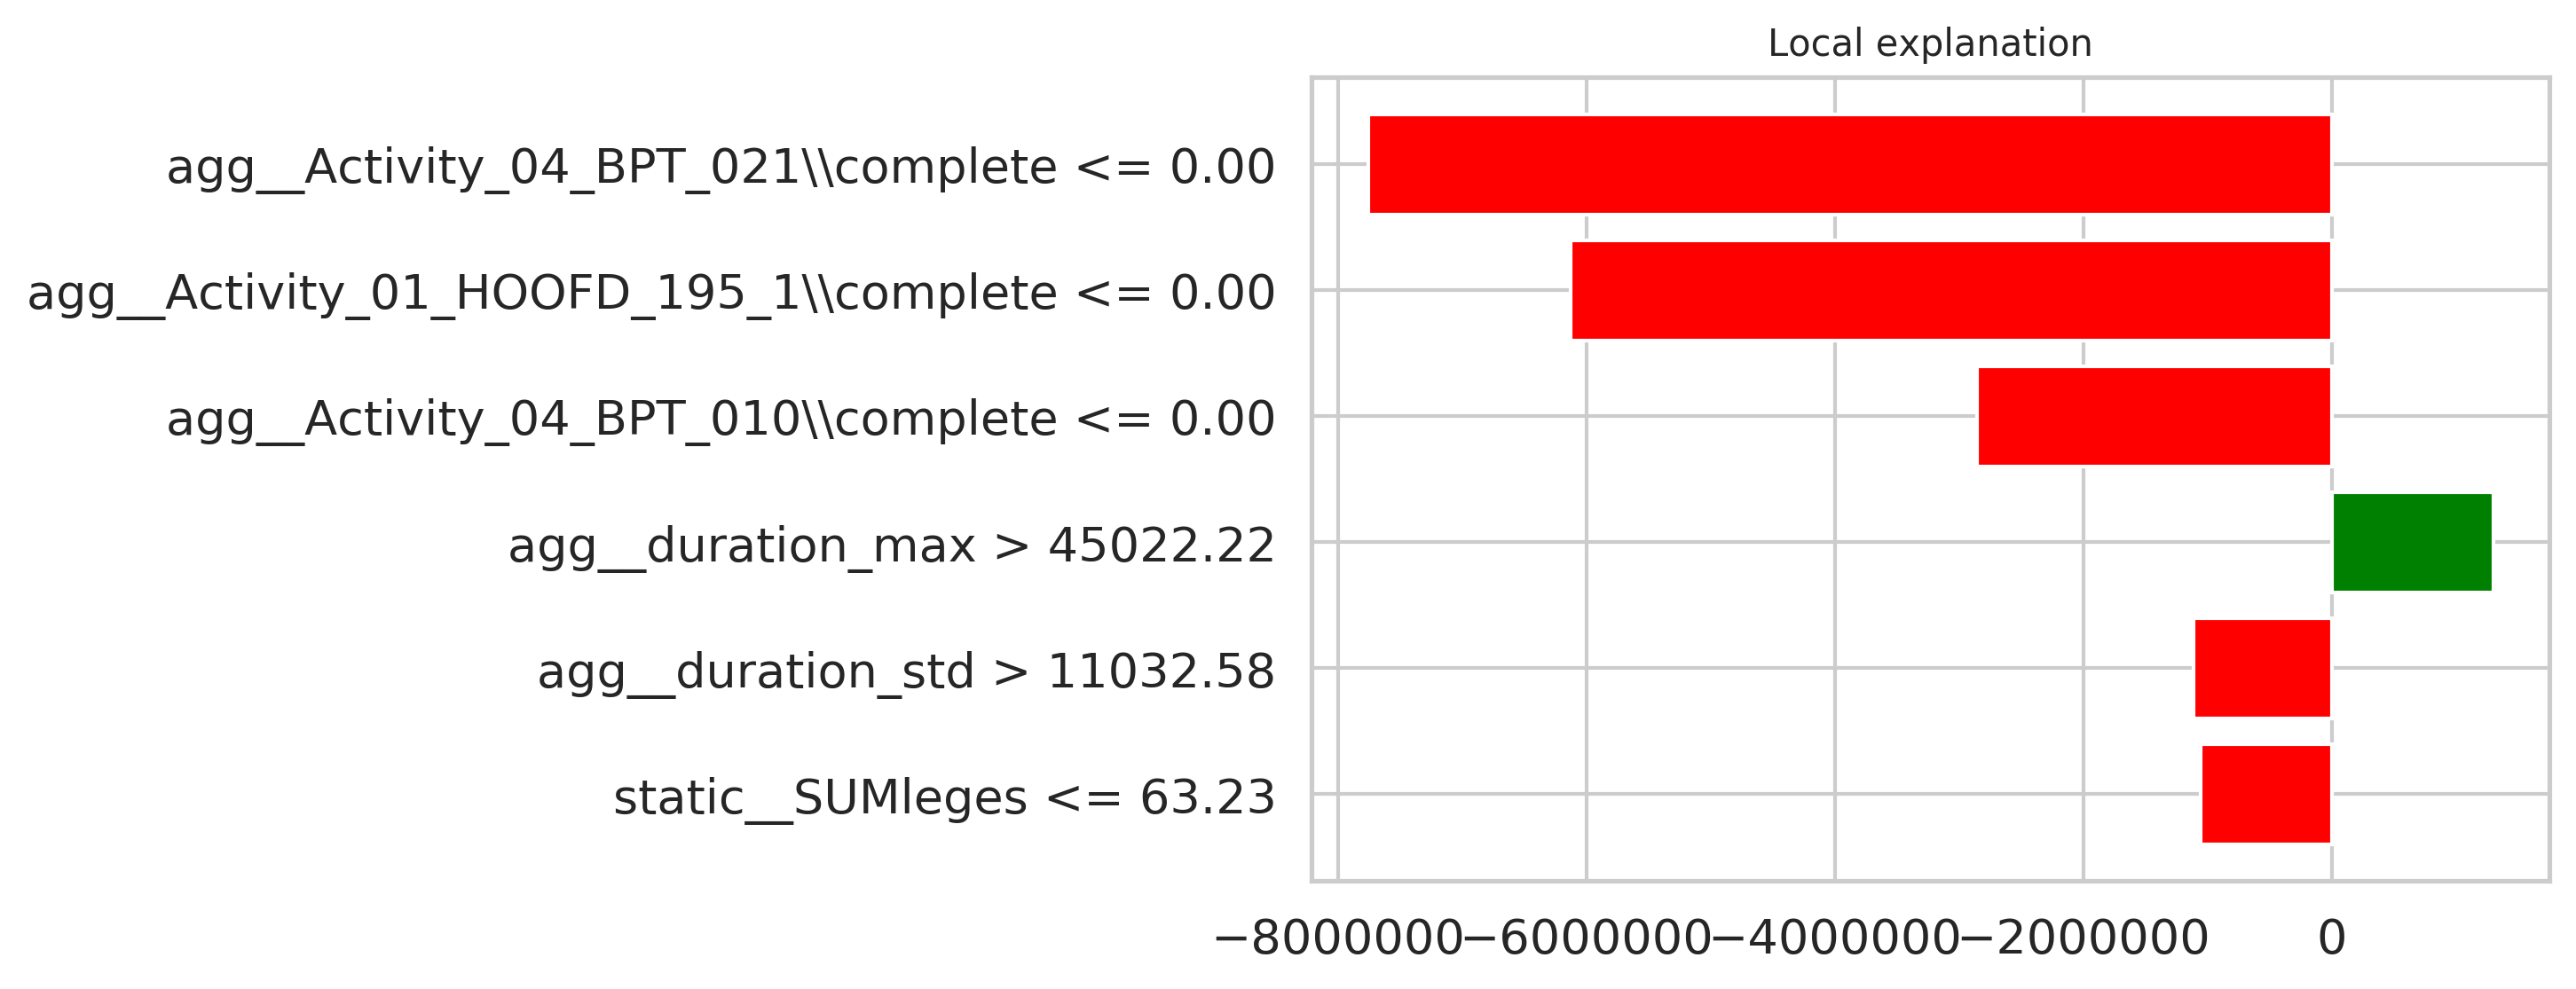 Local explanation
agg__Activity_04_BPT_021\\complete <= 0.00
agg__Activity_01_HOOFD_195_1\\complete <= 0.00
agg__Activity_04_BPT_010\\complete <= 0.00
agg__duration_max > 45022.22
agg__duration_std > 11032.58
static__SUMleges <= 63.23
−8000000 −6000000 −4000000 −2000000 0